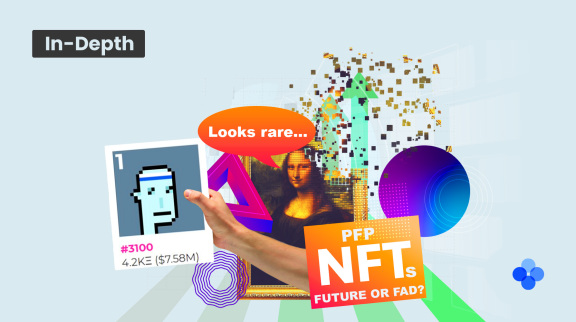 In-Depth
Looks rare...
1
#3100
4.2KΞ ($7.58M)
PFP
NFTs
FUTURE OR FAD?